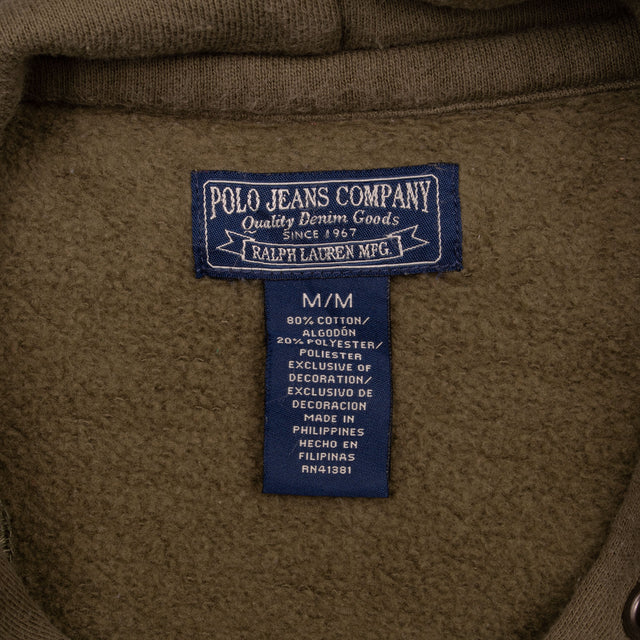 POLO JEANS COMPANY
Quality Denim Goods
SINCE 1967
RALPH LAUREN MFG.
M/M
80% COTTON/
ALGODÓN
20% POLYESTER/
POLIESTER
EXCLUSIVE OF
DECORATION/
EXCLUSIVO DE
DECORACION
MADE IN
PHILIPPINES
HECHO EN
FILIPINAS
RN41381